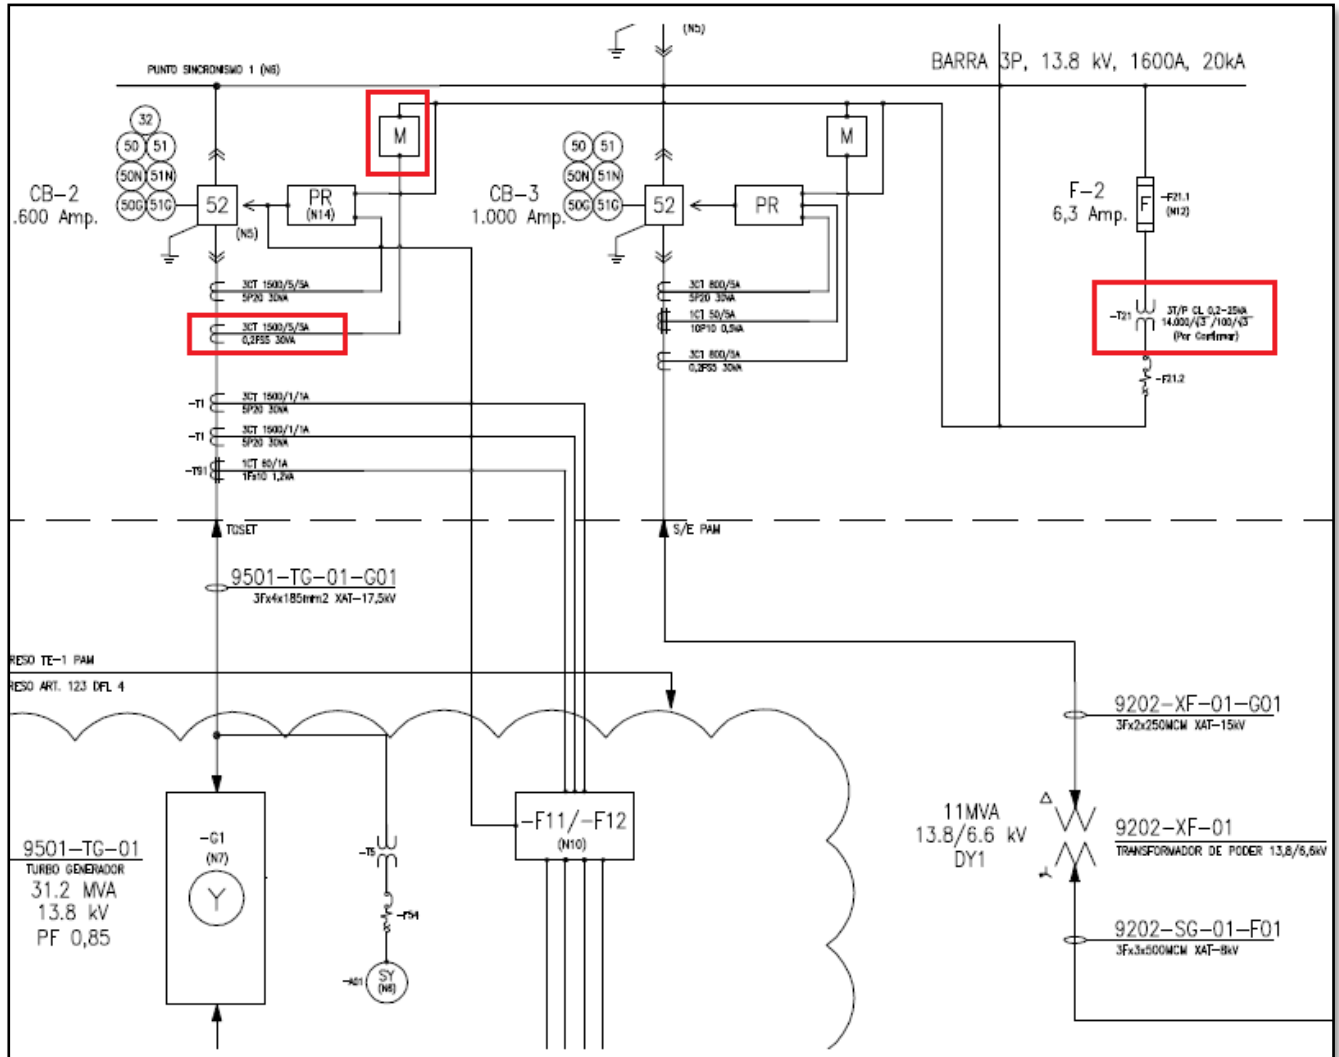 (N5)
PUNTO SINCRONISMO 1 (N6)
BARRA 3P, 13.8 kV, 1600A, 20kA
32
50 51
50N 51N
50G 51G
CB-2
.600 Amp.
52
(N5)
PR
(N14)
M
50 51
50N 51N
50G 51G
CB-3
1.000 Amp.
52
PR
M
F-2
6,3 Amp.
F
-F21.1
(N12)
3CT 1500/5/5A
5P20 30VA
3CT 1500/5/5A
0,2FS5 30VA
-T1
3CT 1500/1/1A
5P20 30VA
-T1
3CT 1500/1/1A
5P20 30VA
-T91
1CT 60/1A
1Fs10 1,2VA
3CT 800/5A
5P20 30VA
1CT 50/5A
10P10 0,5VA
3CT 800/5A
0,2FS5 30VA
-T21
3T/P CL 0,2-25VA
14.000/√3 /100/√3
(Por Confirmar)
-F21.2
TGSET
S/E PAM
9501-TG-01-G01
3Fx4x185mm2 XAT-17,5kV
RESO TE-1 PAM
RESO ART. 123 DFL 4
9202-XF-01-G01
3Fx2x250MCM XAT-15kV
-G1
(N7)
Y
9501-TG-01
TURBO GENERADOR
31.2 MVA
13.8 kV
PF 0,85
-T5
-F54
-A01
SY
(N6)
-F11/-F12
(N10)
11MVA
13.8/6.6 kV
DY1
9202-XF-01
TRANSFORMADOR DE PODER 13,8/6,6kV
9202-SG-01-F01
3Fx3x500MCM XAT-8kV